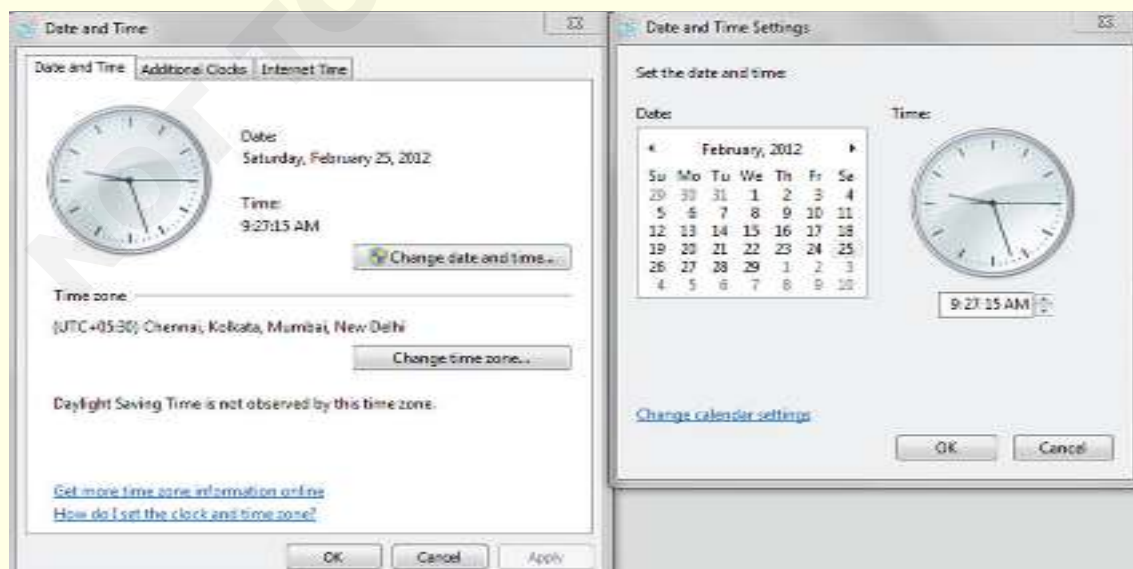 Date and Time
Date and Time Additional Clocks Internet Time
Date:
Saturday, February 25, 2012
Time:
9:27:15 AM
Change date and time...
Time zone
(UTC+05:30) Chennai, Kolkata, Mumbai, New Delhi
Change time zone...
Daylight Saving Time is not observed by this time zone.
Get more time zone information online
How do I set the clock and time zone?
OK Cancel Apply
Date and Time Settings
Set the date and time:
Date:
February, 2012
Su Mo Tu We Th Fr Sa
29 30 31 1 2 3 4
5 6 7 8 9 10 11
12 13 14 15 16 17 18
19 20 21 22 23 24 25
26 27 28 29 1 2 3
4 5 6 7 8 9 10
Time:
9:27:15 AM
Change calendar settings
OK Cancel